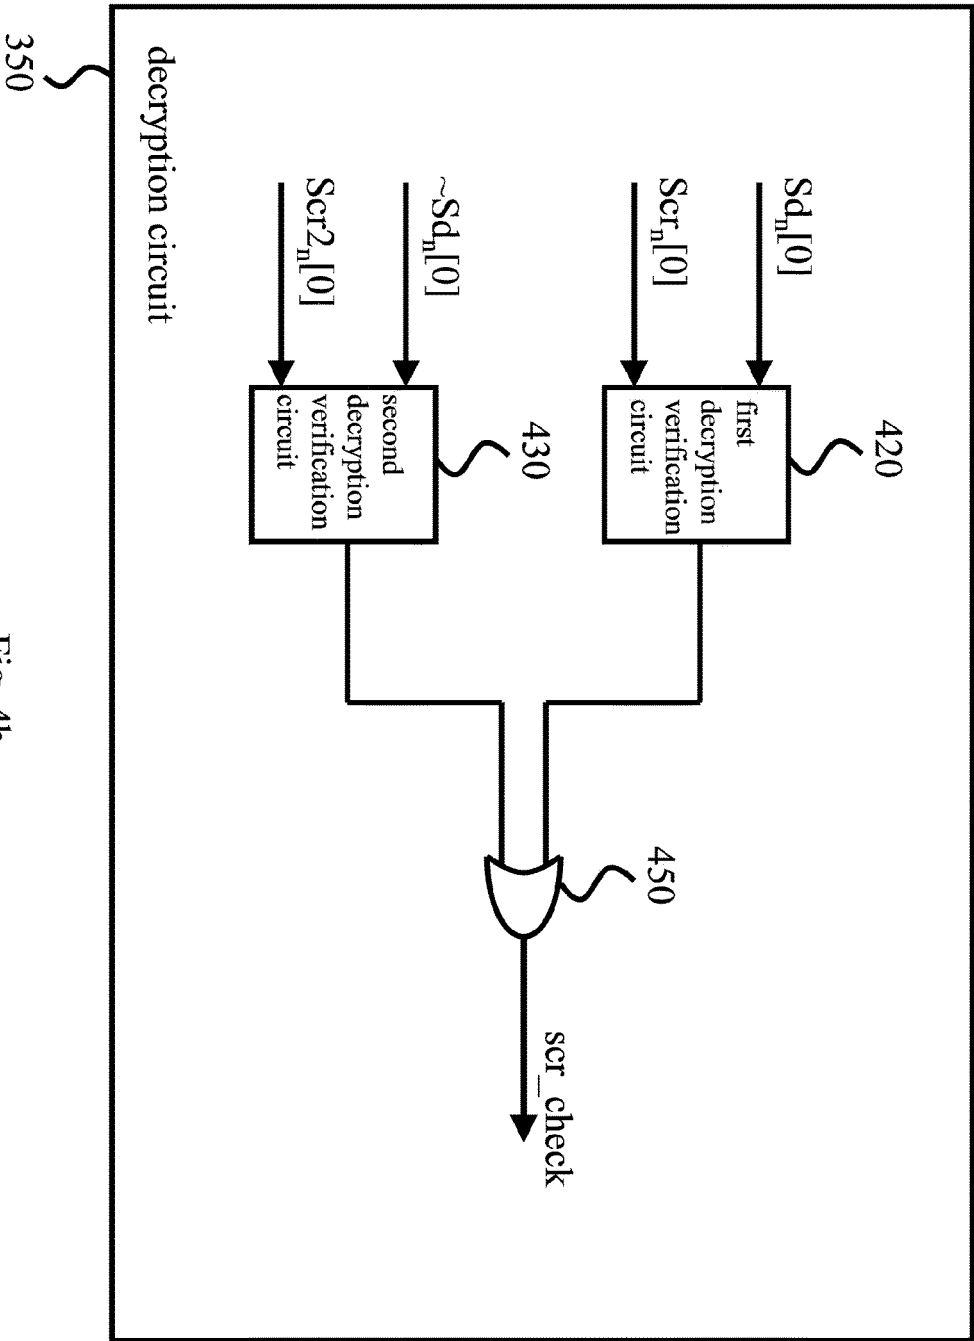 420
Sdₙ[0]
first
decryption
verification
circuit
Scrₙ[0]
450
scr_check
430
~Sdₙ[0]
second
decryption
verification
circuit
Scr2ₙ[0]
decryption circuit
350